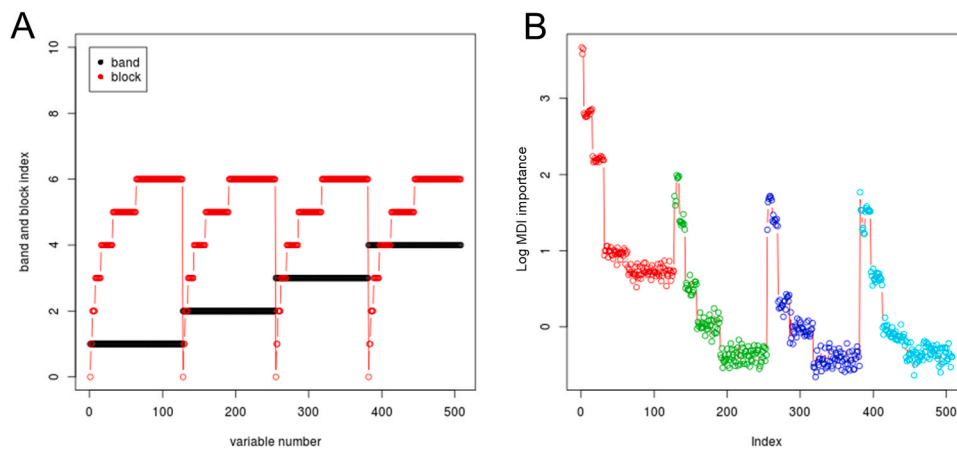 A
band
block
band and block index
0
2
4
6
8
10
0
100
200
300
400
500
variable number
B
Log MDI importance
0
1
2
3
0
100
200
300
400
500
Index